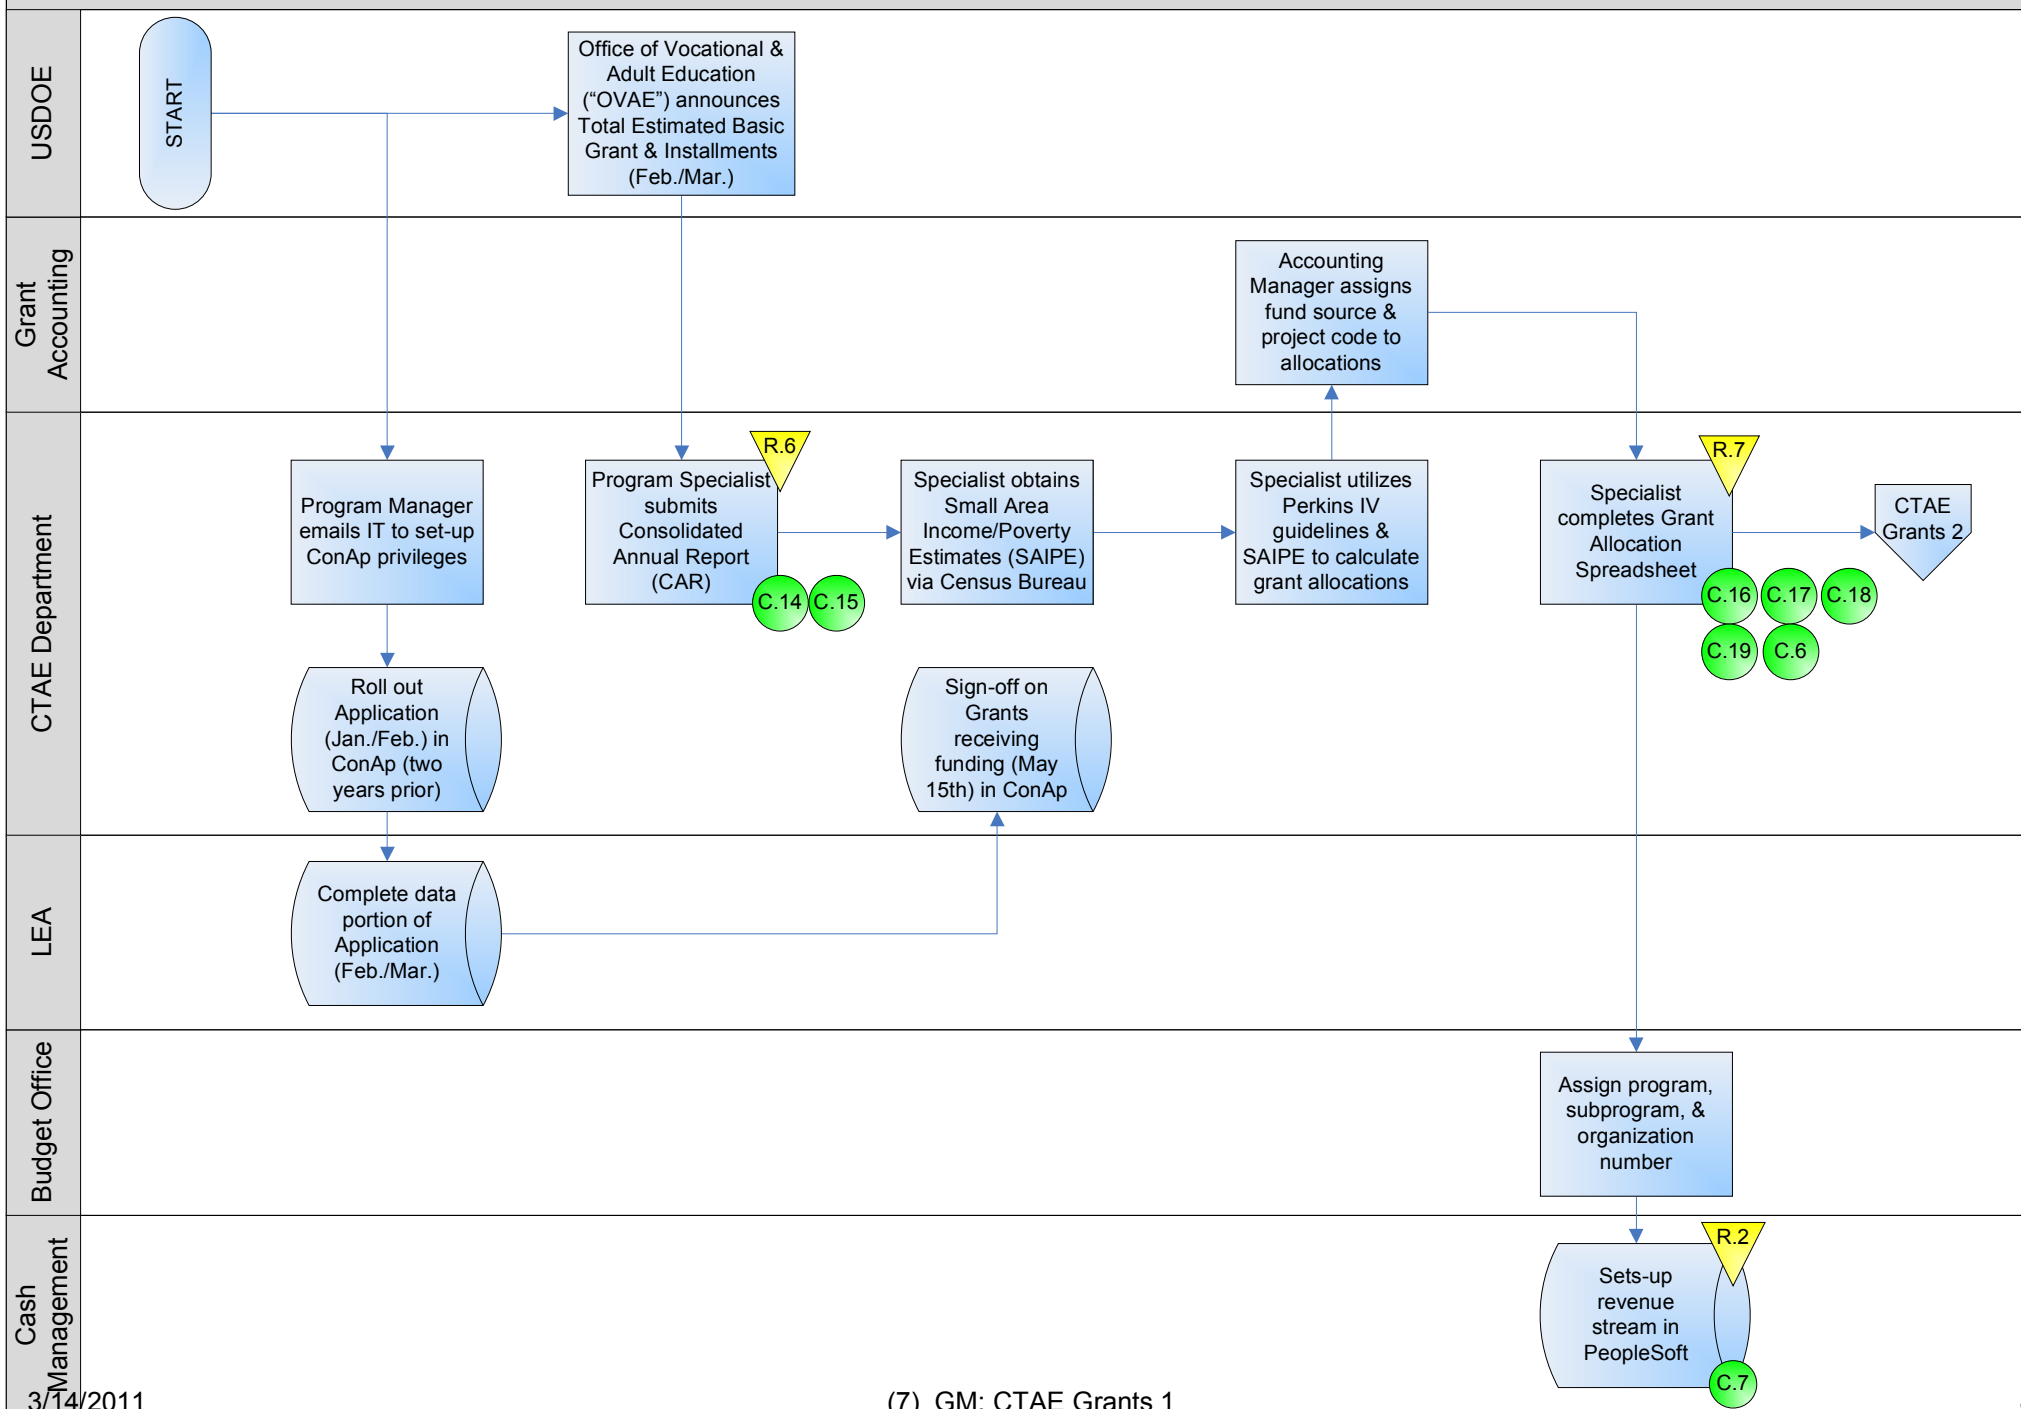 USDOE
START
Office of Vocational &
Adult Education
(“OVAE”) announces
Total Estimated Basic
Grant & Installments
(Feb./Mar.)
Grant
Accounting
Accounting
Manager assigns
fund source &
project code to
allocations
CTAE Department
Program Manager
emails IT to set-up
ConAp privileges
Program Specialist
submits
Consolidated
Annual Report
(CAR)
R.6
C.14
C.15
Specialist obtains
Small Area
Income/Poverty
Estimates (SAIPE)
via Census Bureau
Specialist utilizes
Perkins IV
guidelines &
SAIPE to calculate
grant allocations
Specialist
completes Grant
Allocation
Spreadsheet
R.7
C.16
C.17
C.18
C.19
C.6
CTAE
Grants 2
Roll out
Application
(Jan./Feb.) in
ConAp (two
years prior)
Sign-off on
Grants
receiving
funding (May
15th) in ConAp
LEA
Complete data
portion of
Application
(Feb./Mar.)
Budget Office
Assign program,
subprogram, &
organization
number
Cash
Management
Sets-up
revenue
stream in
PeopleSoft
R.2
C.7
3/14/2011
(7) GM: CTAE Grants 1